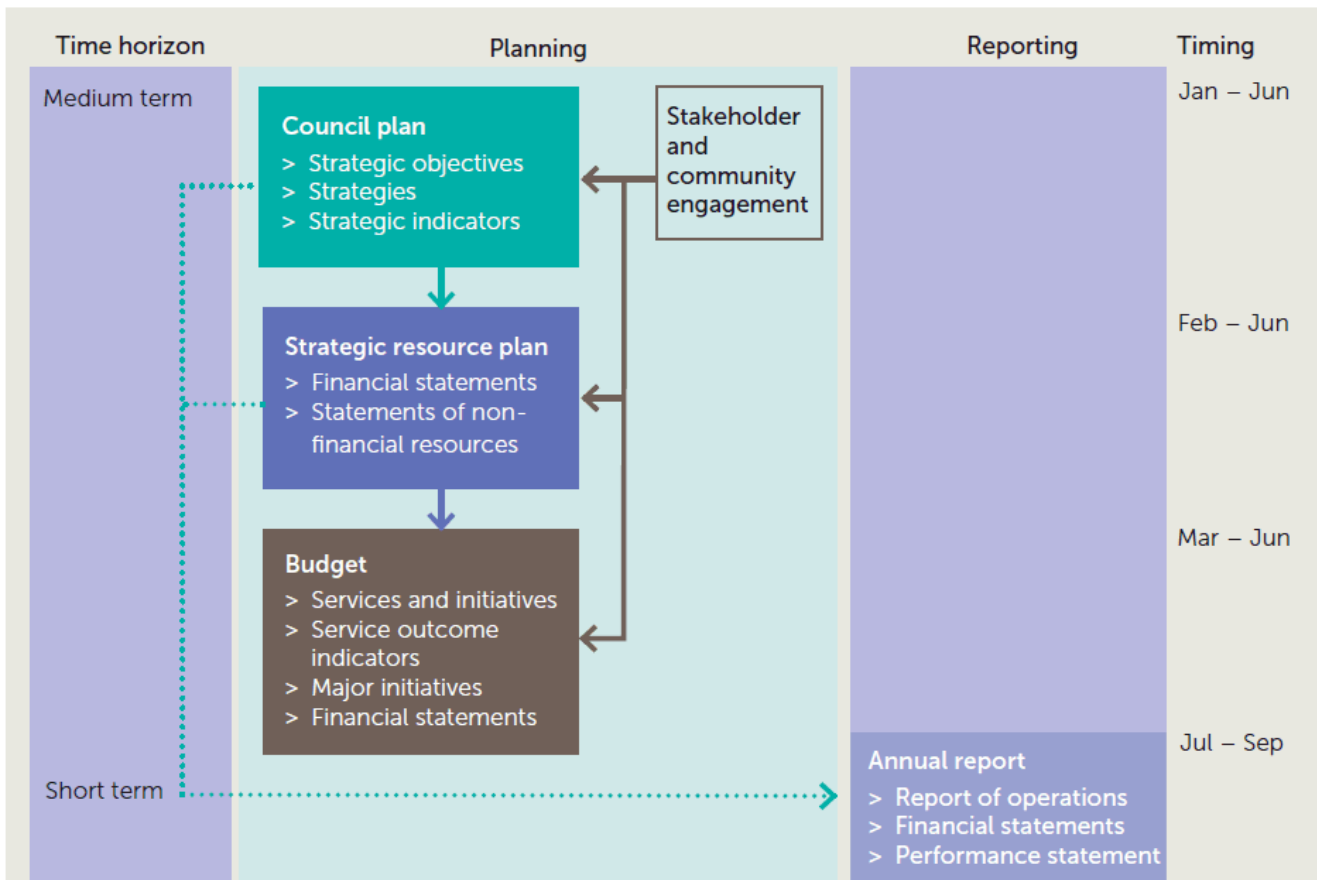 Time horizon
Planning
Reporting
Timing
Medium term
Council plan
> Strategic objectives
> Strategies
> Strategic indicators
Stakeholder
and
community
engagement
Jan – Jun
Strategic resource plan
> Financial statements
> Statements of non-
financial resources
Feb – Jun
Budget
> Services and initiatives
> Service outcome
indicators
> Major initiatives
> Financial statements
Mar – Jun
Short term
Annual report
> Report of operations
> Financial statements
> Performance statement
Jul – Sep